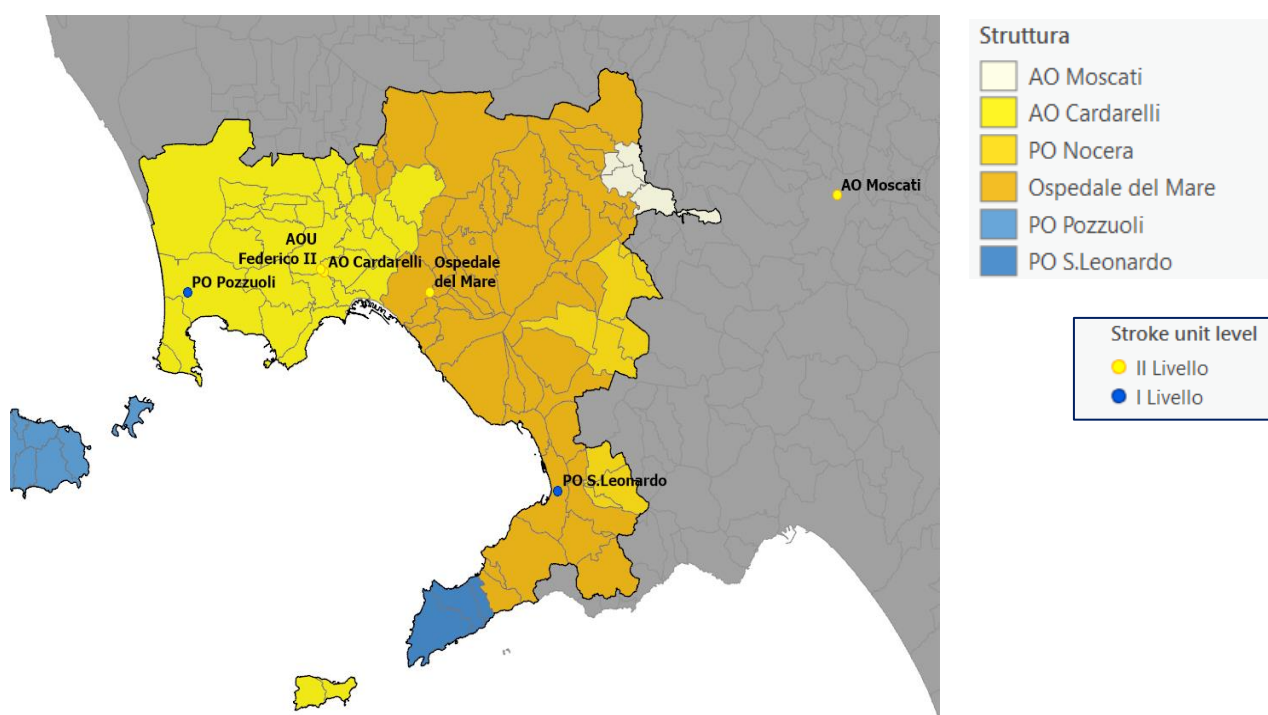 AO Moscati
AOU
Federico II
AO Cardarelli
Ospedale
del Mare
PO Pozzuoli
PO S.Leonardo
Struttura
AO Moscati
AO Cardarelli
PO Nocera
Ospedale del Mare
PO Pozzuoli
PO S.Leonardo
Stroke unit level
II Livello
I Livello